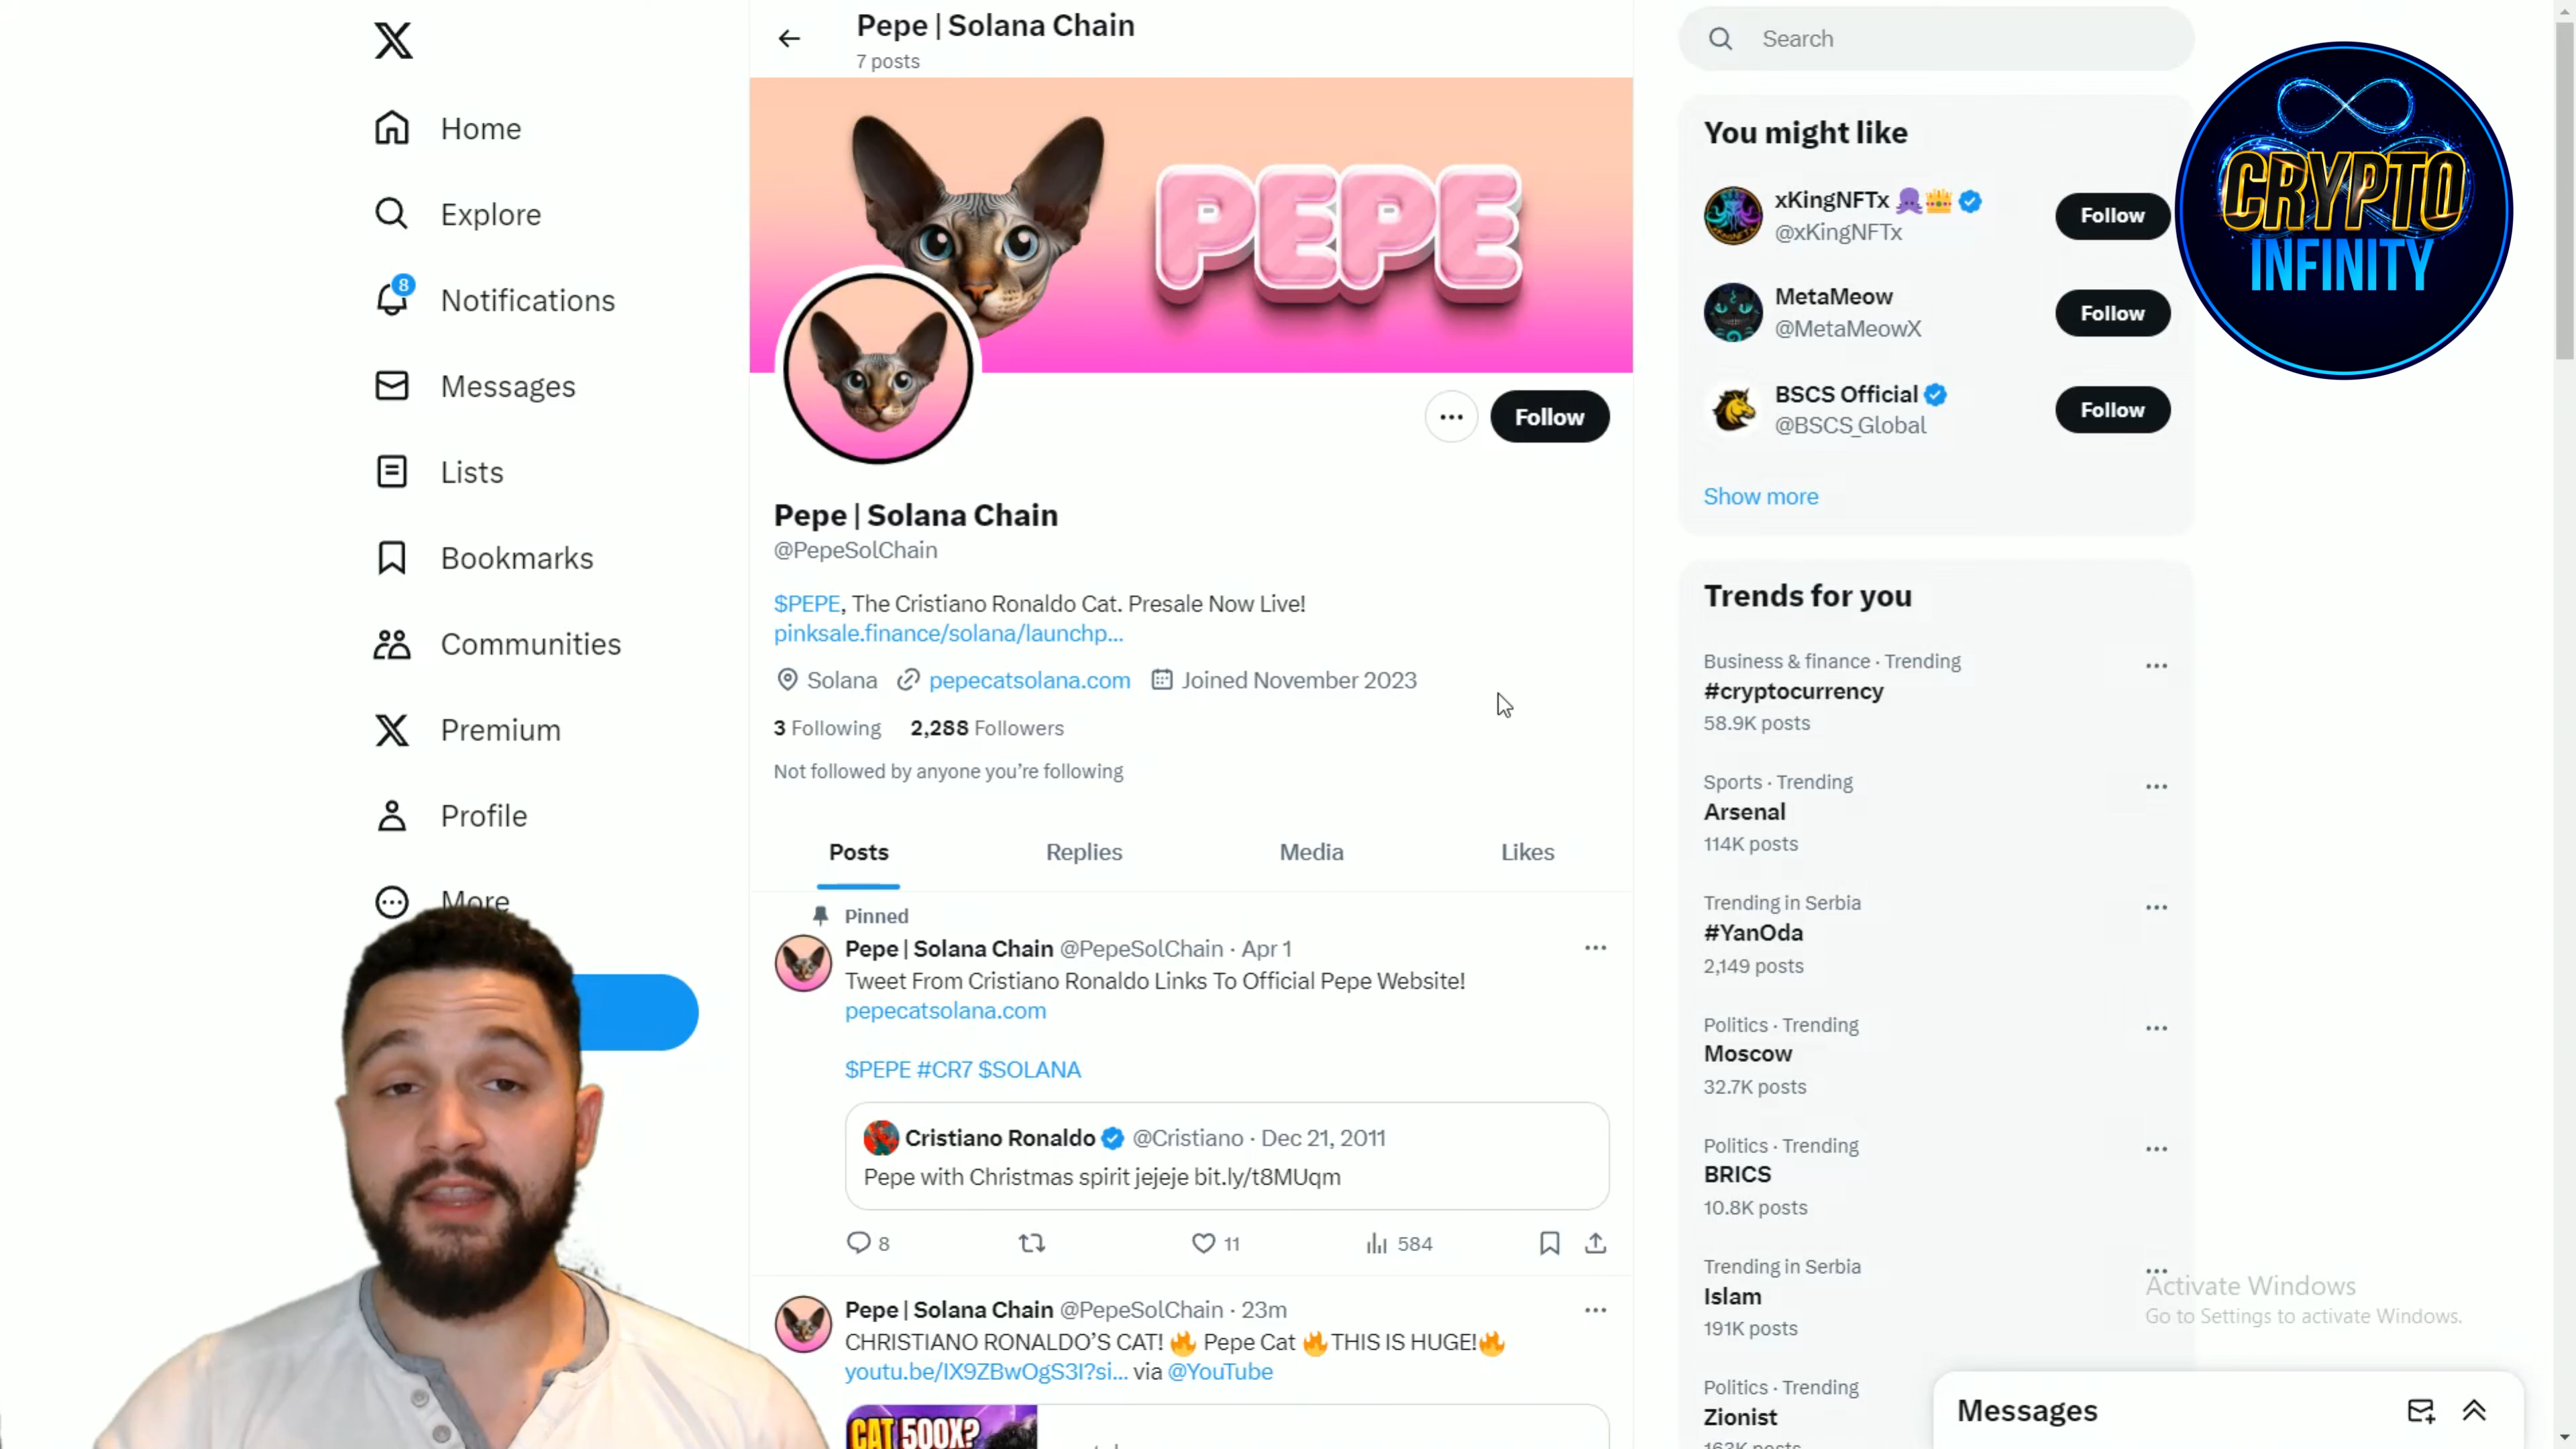 Home
Explore
8
Notifications
Messages
Lists
Bookmarks
Communities
Premium
Profile
More
Pepe | Solana Chain
7 posts
PEPE
Follow
Pepe | Solana Chain
@PepeSolChain
$PEPE, The Cristiano Ronaldo Cat. Presale Now Live!
pinksale.finance/solana/launchp...
Solana pepecatsolana.com Joined November 2023
3 Following 2,288 Followers
Not followed by anyone you're following
Posts Replies Media Likes
Pinned
Pepe | Solana Chain @PepeSolChain · Apr 1
Tweet From Cristiano Ronaldo Links To Official Pepe Website!
pepecatsolana.com
$PEPE #CR7 $SOLANA
Cristiano Ronaldo @Cristiano · Dec 21, 2011
Pepe with Christmas spirit jejeje bit.ly/t8MUqm
8 11 584
Pepe | Solana Chain @PepeSolChain · 23m
CHRISTIANO RONALDO'S CAT! 🔥 Pepe Cat 🔥THIS IS HUGE!🔥
youtu.be/IX9ZBwOgS3I?si... via @YouTube
CAT 500X?
Search
You might like
xKingNFTx
@xKingNFTx
Follow
MetaMeow
@MetaMeowX
Follow
BSCS Official
@BSCS_Global
Follow
Show more
CRYPTO
INFINITY
Trends for you
Business & finance · Trending
#cryptocurrency
58.9K posts
Sports · Trending
Arsenal
114K posts
Trending in Serbia
#YanOda
2,149 posts
Politics · Trending
Moscow
32.7K posts
Politics · Trending
BRICS
10.8K posts
Trending in Serbia
Islam
191K posts
Politics · Trending
Zionist
Activate Windows
Go to Settings to activate Windows.
Messages